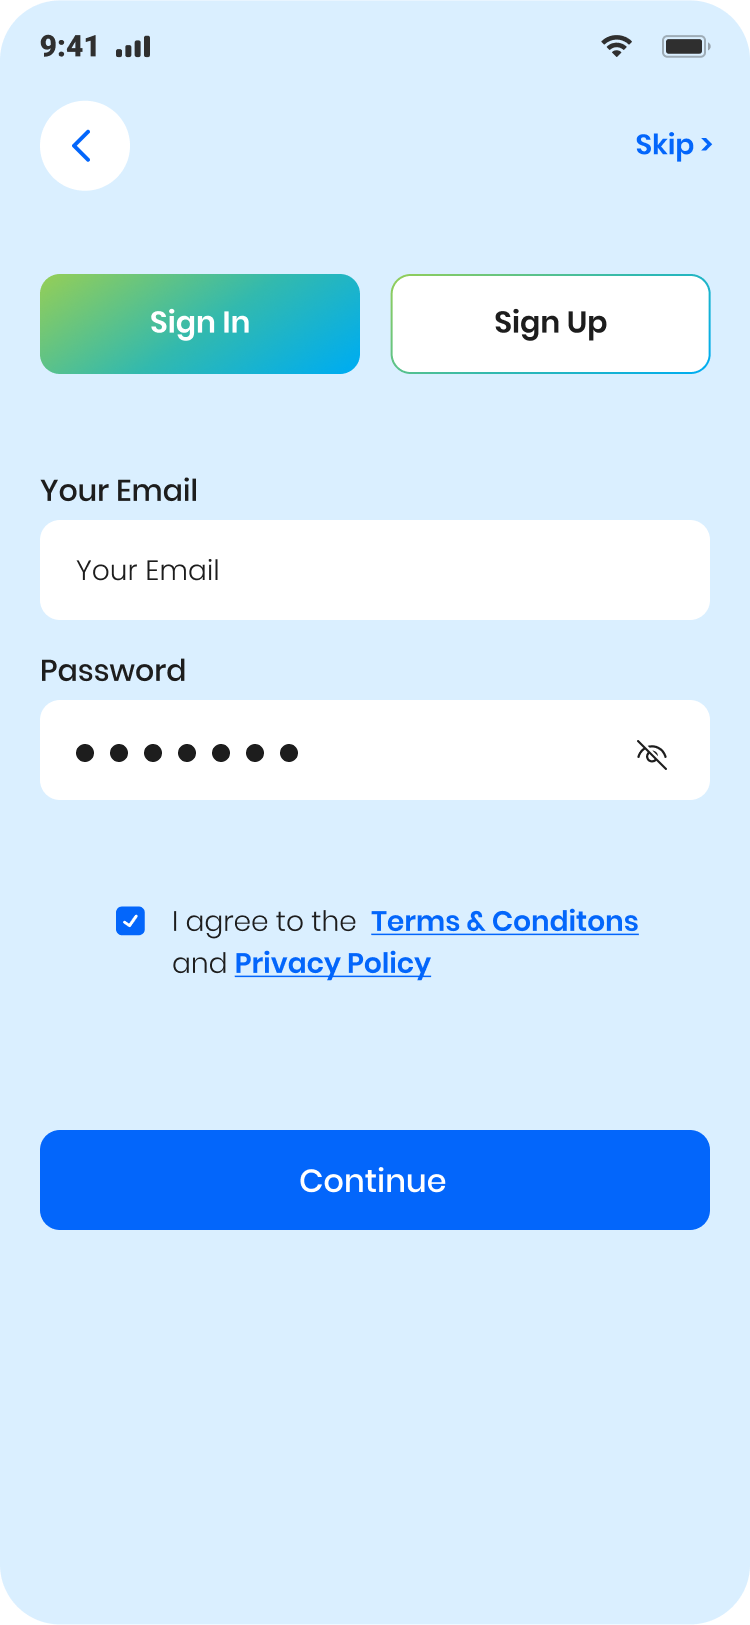 9:41
Skip >
Sign In
Sign Up
Your Email
Your Email
Password
I agree to the Terms & Conditons
and Privacy Policy
Continue